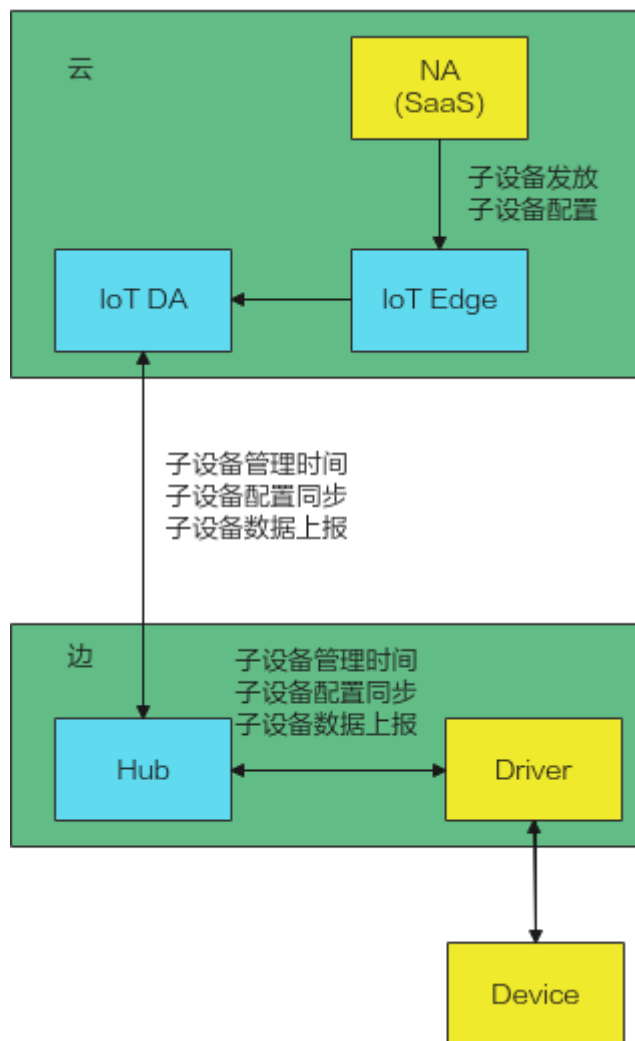 云
NA
(SaaS)
子设备发放
子设备配置
IoT DA
IoT Edge
子设备管理时间
子设备配置同步
子设备数据上报
边
子设备管理时间
子设备配置同步
子设备数据上报
Hub
Driver
Device